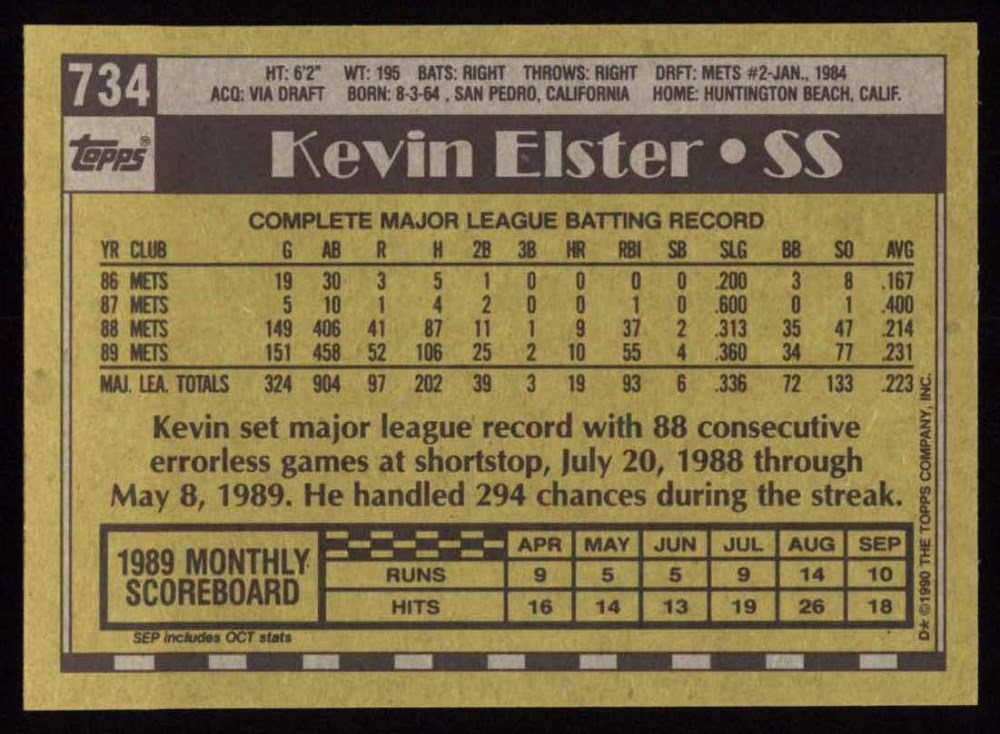 734
HT: 6'2" WT: 195 BATS: RIGHT THROWS: RIGHT DRFT: METS #2-JAN., 1984
ACQ: VIA DRAFT BORN: 8-3-64 , SAN PEDRO, CALIFORNIA HOME: HUNTINGTON BEACH, CALIF.
topps®
Kevin Elster • SS
COMPLETE MAJOR LEAGUE BATTING RECORD
YR CLUB G AB R H 2B 3B HR RBI SB SLG BB SO AVG
86 METS 19 30 3 5 1 0 0 0 0 .200 3 8 .167
87 METS 5 10 1 4 2 0 0 1 0 .600 0 1 .400
88 METS 149 406 41 87 11 1 9 37 2 .313 35 47 .214
89 METS 151 458 52 106 25 2 10 55 4 .360 34 77 .231
MAJ. LEA. TOTALS 324 904 97 202 39 3 19 93 6 .336 72 133 .223
Kevin set major league record with 88 consecutive
errorless games at shortstop, July 20, 1988 through
May 8, 1989. He handled 294 chances during the streak.
1989 MONTHLY
SCOREBOARD
APR MAY JUN JUL AUG SEP
RUNS 9 5 5 9 14 10
HITS 16 14 13 19 26 18
SEP includes OCT stats
D* ©1990 THE TOPPS COMPANY, INC.